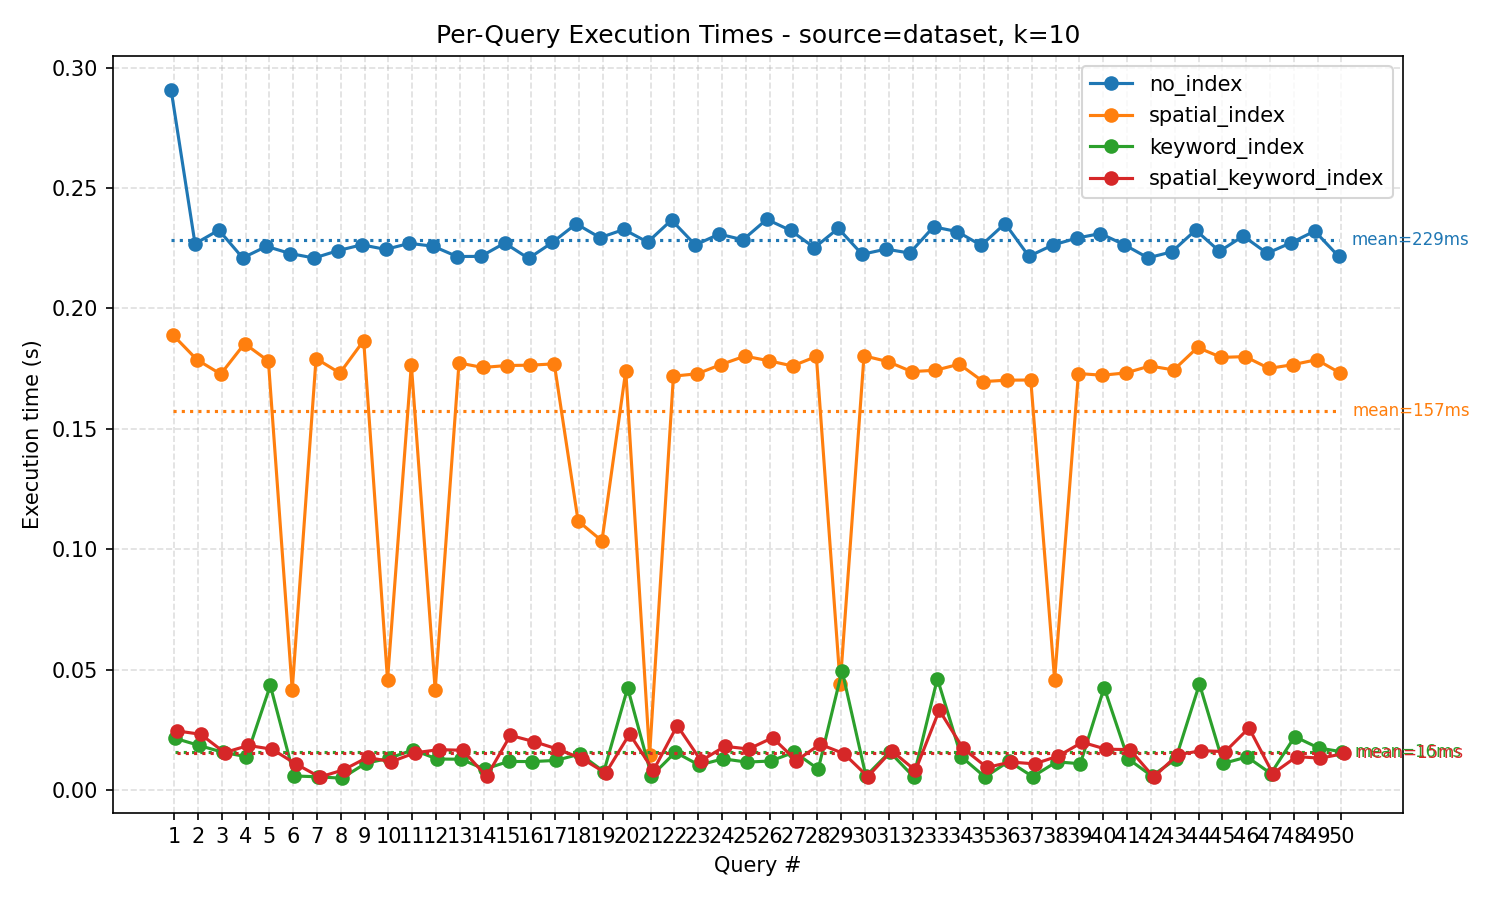 Per-Query Execution Times - source=dataset, k=10
no_index
spatial_index
keyword_index
spatial_keyword_index
0.30
0.25
0.20
0.15
0.10
0.05
0.00
Execution time (s)
mean=229ms
mean=157ms
mean=16ms
mean=15ms
1 2 3 4 5 6 7 8 9 10 11 12 13 14 15 16 17 18 19 20 21 22 23 24 25 26 27 28 29 30 31 32 33 34 35 36 37 38 39 40 41 42 43 44 45 46 47 48 49 50
Query #